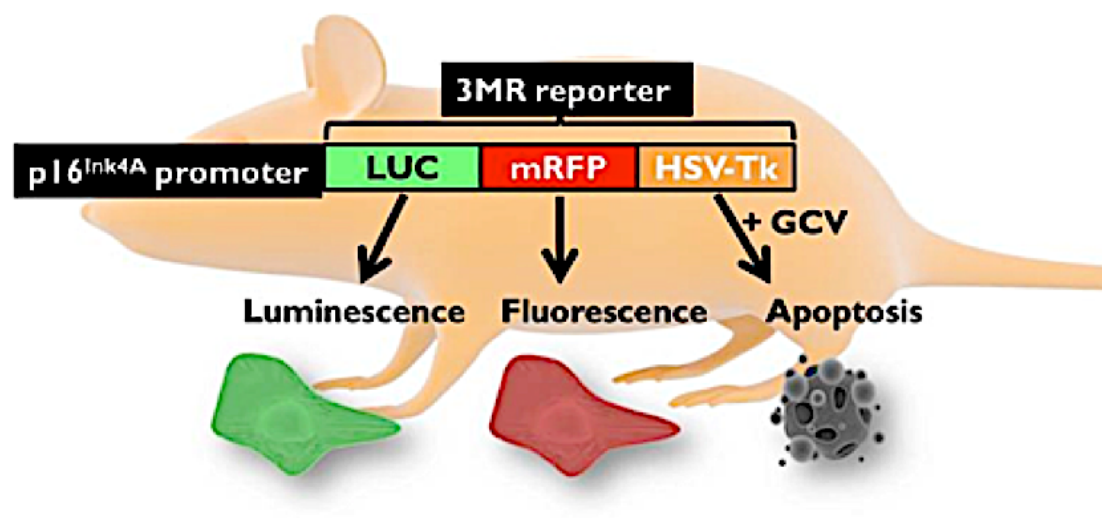 3MR reporter
p16Ink4A promoter
LUC
mRFP
HSV-Tk
+ GCV
Luminescence
Fluorescence
Apoptosis